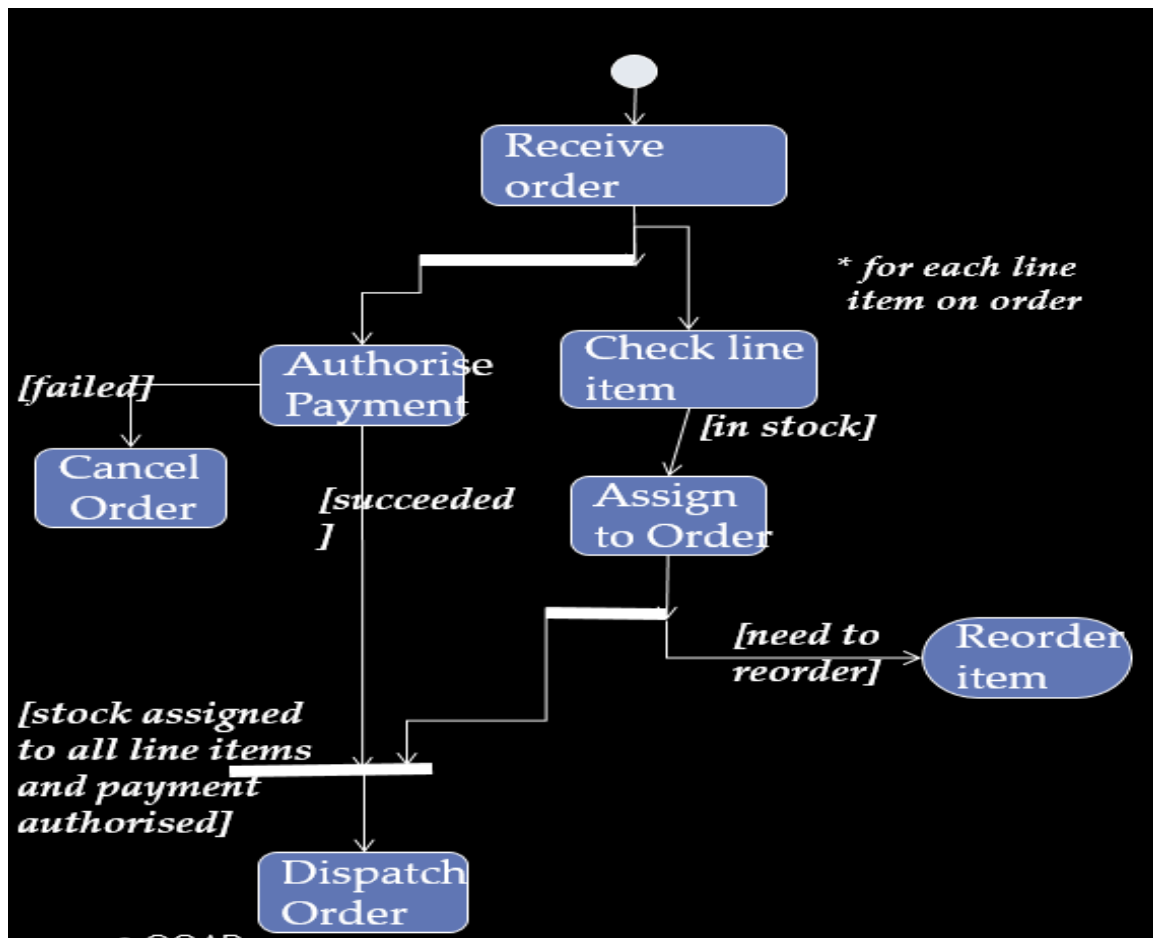 Receive
order
* for each line
item on order
Authorise
Payment
Check line
item
[failed]
[in stock]
Cancel
Order
[succeeded
]
Assign
to Order
[need to
reorder]
Reorder
item
[stock assigned
to all line items
and payment
authorised]
Dispatch
Order